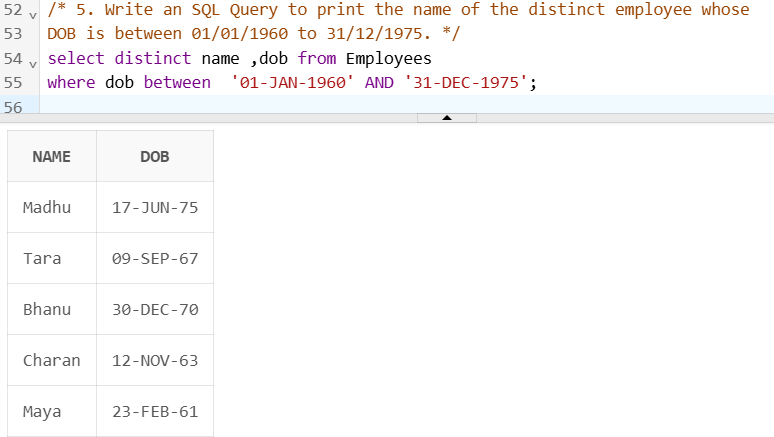 52 /* 5. Write an SQL Query to print the name of the distinct employee whose
53 DOB is between 01/01/1960 to 31/12/1975. */
54 select distinct name ,dob from Employees
55 where dob between  '01-JAN-1960' AND '31-DEC-1975';
56
NAME DOB
Madhu 17-JUN-75
Tara 09-SEP-67
Bhanu 30-DEC-70
Charan 12-NOV-63
Maya 23-FEB-61